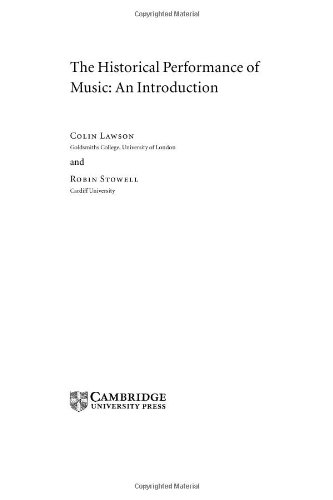 Copyrighted Material
The Historical Performance of
Music: An Introduction
Colin Lawson
Goldsmiths College, University of London
and
Robin Stowell
Cardiff University
CAMBRIDGE
UNIVERSITY PRESS
Copyrighted Material